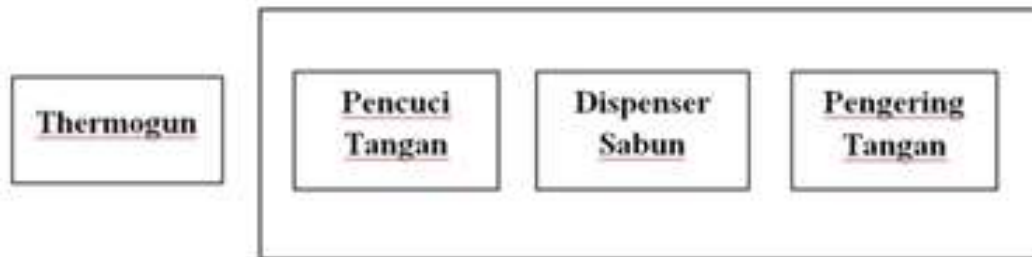 Thermogun
Pencuci
Tangan
Dispenser
Sabun
Pengering
Tangan